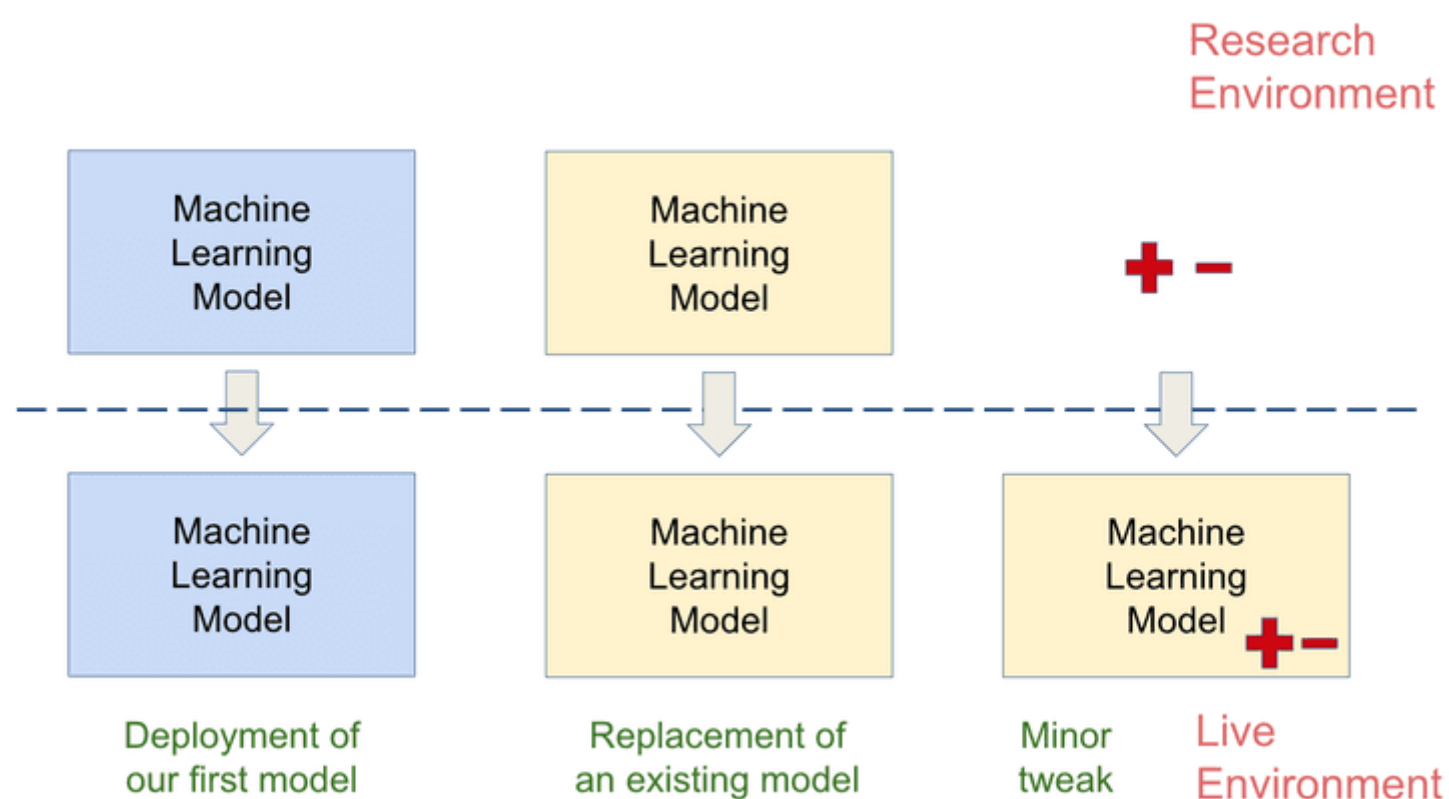 Research
Environment
Machine
Learning
Model
Machine
Learning
Model
Machine
Learning
Model
Machine
Learning
Model
Machine
Learning
Model
Deployment of
our first model
Replacement of
an existing model
Minor
tweak
Live
Environment